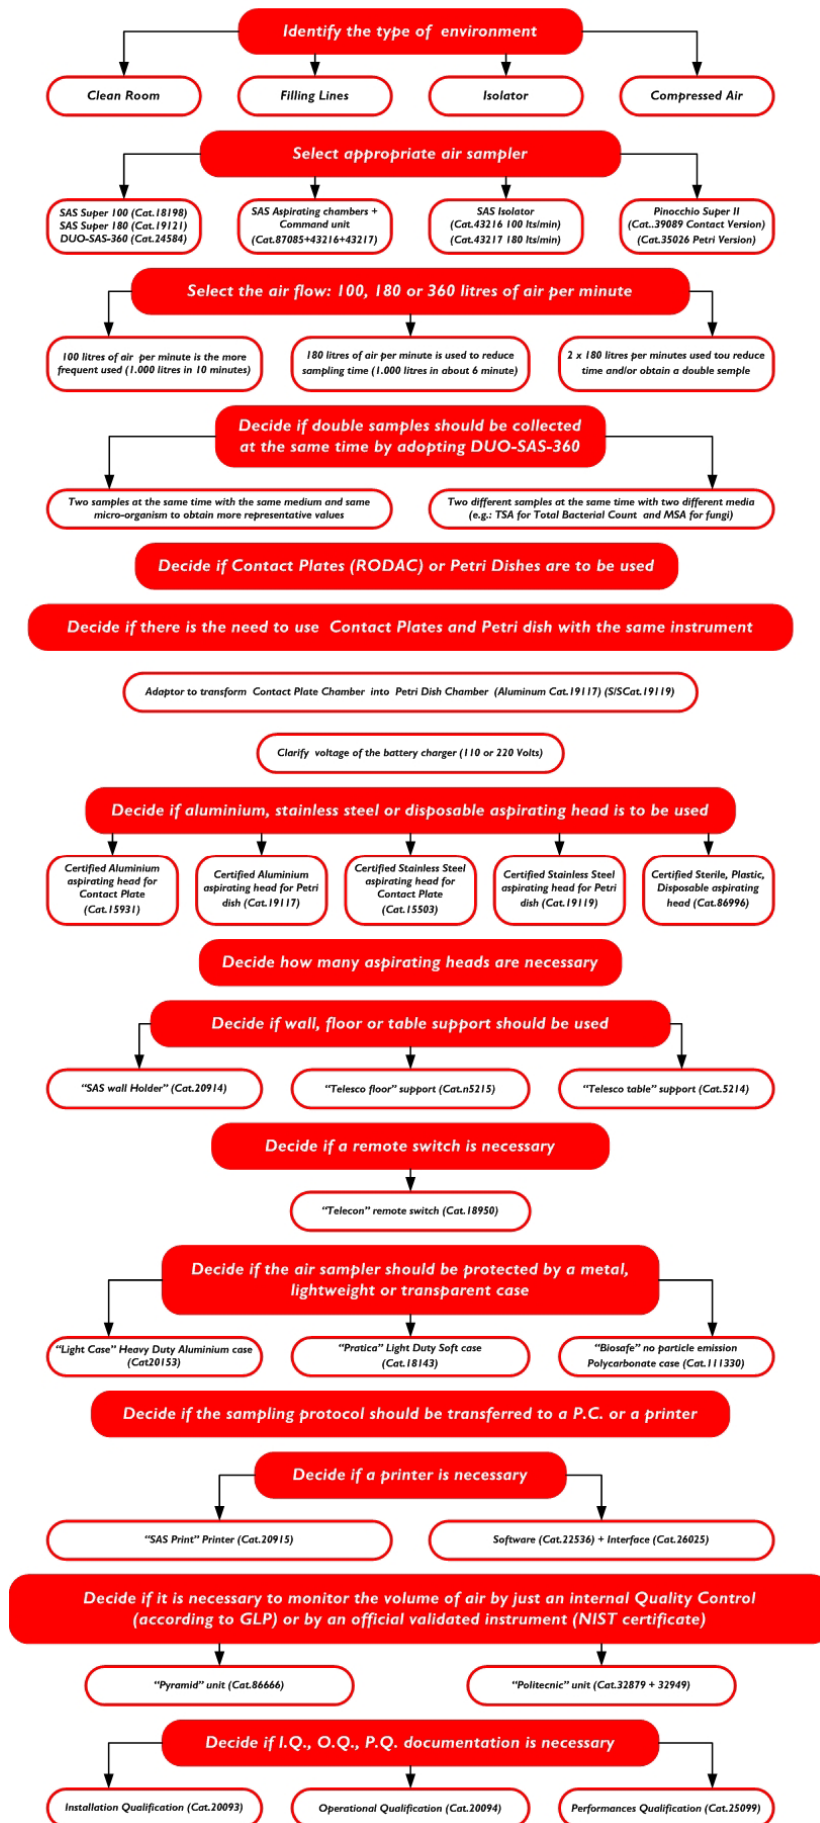 Identify the type of environment
Clean Room
Filling Lines
Isolator
Compressed Air
Select appropriate air sampler
SAS Super 100 (Cat.18198)
SAS Super 180 (Cat.19121)
DUO-SAS-360 (Cat.24584)
SAS Aspirating chambers +
Command unit
(Cat.87085+43216+43217)
SAS Isolator
(Cat.43216 100 lts/min)
(Cat.43217 180 lts/min)
Pinocchio Super II
(Cat..39089 Contact Version)
(Cat.35026 Petri Version)
Select the air flow: 100, 180 or 360 litres of air per minute
100 litres of air per minute is the more
frequent used (1.000 litres in 10 minutes)
180 litres of air per minute is used to reduce
sampling time (1.000 litres in about 6 minute)
2 x 180 litres per minutes used tou reduce
time and/or obtain a double semple
Decide if double samples should be collected
at the same time by adopting DUO-SAS-360
Two samples at the same time with the same medium and same
micro-organism to obtain more representative values
Two different samples at the same time with two different media
(e.g.: TSA for Total Bacterial Count and MSA for fungi)
Decide if Contact Plates (RODAC) or Petri Dishes are to be used
Decide if there is the need to use Contact Plates and Petri dish with the same instrument
Adaptor to transform Contact Plate Chamber into Petri Dish Chamber (Aluminum Cat.19117) (S/SCat.19119)
Clarify voltage of the battery charger (110 or 220 Volts)
Decide if aluminium, stainless steel or disposable aspirating head is to be used
Certified Aluminium
aspirating head for
Contact Plate
(Cat.15931)
Certified Aluminium
aspirating head for Petri
dish (Cat.19117)
Certified Stainless Steel
aspirating head for
Contact Plate
(Cat.15503)
Certified Stainless Steel
aspirating head for Petri
dish (Cat.19119)
Certified Sterile, Plastic,
Disposable aspirating
head (Cat.86996)
Decide how many aspirating heads are necessary
Decide if wall, floor or table support should be used
“SAS wall Holder” (Cat.20914)
“Telesco floor” support (Cat.n5215)
“Telesco table” support (Cat.5214)
Decide if a remote switch is necessary
“Telecon” remote switch (Cat.18950)
Decide if the air sampler should be protected by a metal,
lightweight or transparent case
“Light Case” Heavy Duty Aluminium case
(Cat20153)
“Pratica” Light Duty Soft case
(Cat.18143)
“Biosafe” no particle emission
Polycarbonate case (Cat.111330)
Decide if the sampling protocol should be transferred to a P.C. or a printer
Decide if a printer is necessary
“SAS Print” Printer (Cat.20915)
Software (Cat.22536) + Interface (Cat.26025)
Decide if it is necessary to monitor the volume of air by just an internal Quality Control
(according to GLP) or by an official validated instrument (NIST certificate)
“Pyramid” unit (Cat.86666)
“Politecnic” unit (Cat.32879 + 32949)
Decide if I.Q., O.Q., P.Q. documentation is necessary
Installation Qualification (Cat.20093)
Operational Qualification (Cat.20094)
Performances Qualification (Cat.25099)